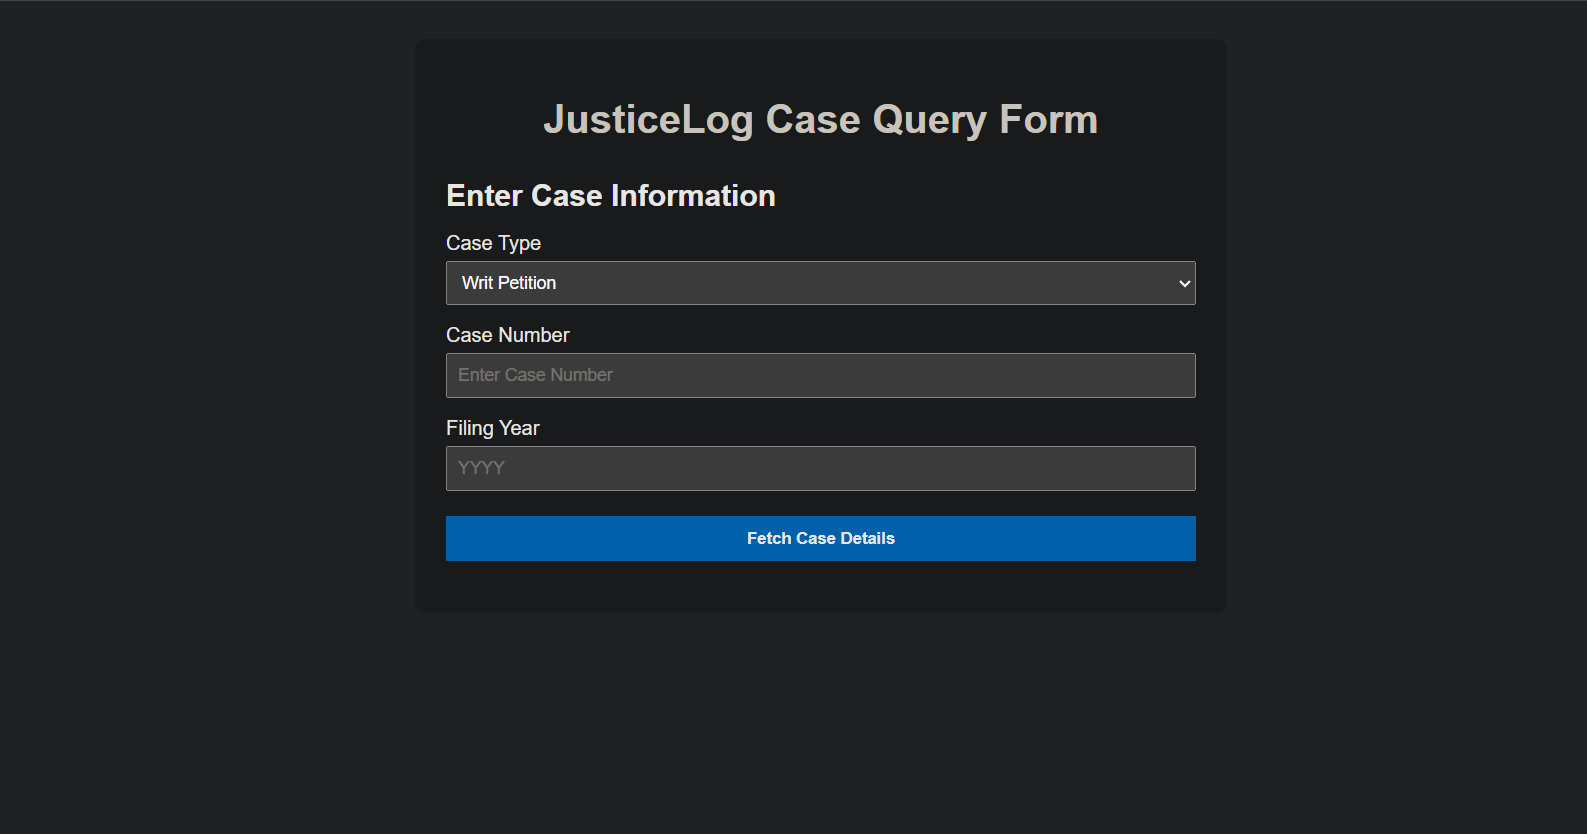 JusticeLog Case Query Form
Enter Case Information
Case Type
Writ Petition
Case Number
Enter Case Number
Filing Year
YYYY
Fetch Case Details